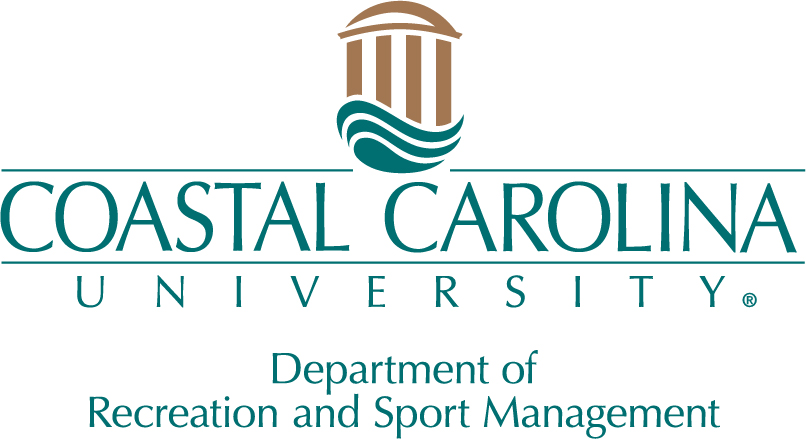 COASTAL CAROLINA
UNIVERSITY®
Department of
Recreation and Sport Management